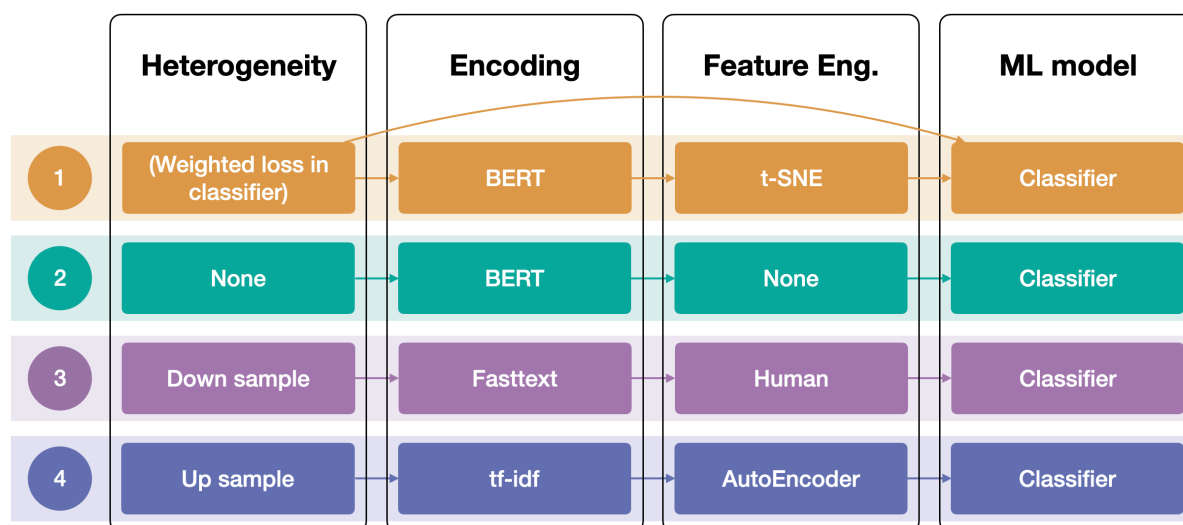 Heterogeneity Encoding Feature Eng. ML model
1 (Weighted loss in
classifier) BERT t-SNE Classifier
2 None BERT None Classifier
3 Down sample Fasttext Human Classifier
4 Up sample tf-idf AutoEncoder Classifier